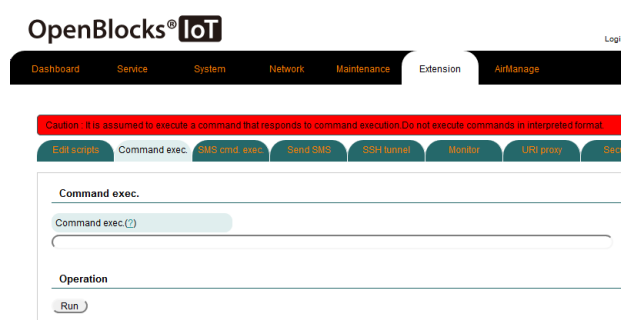 OpenBlocks® IoT
Logi
Dashboard Service System Network Maintenance Extension AirManage
Caution : It is assumed to execute a command that responds to command execution.Do not execute commands in interpreted format.
Edit scripts Command exec. SMS cmd. exec. Send SMS SSH tunnel Monitor URI proxy Sec
Command exec.
Command exec.(?)
Operation
Run